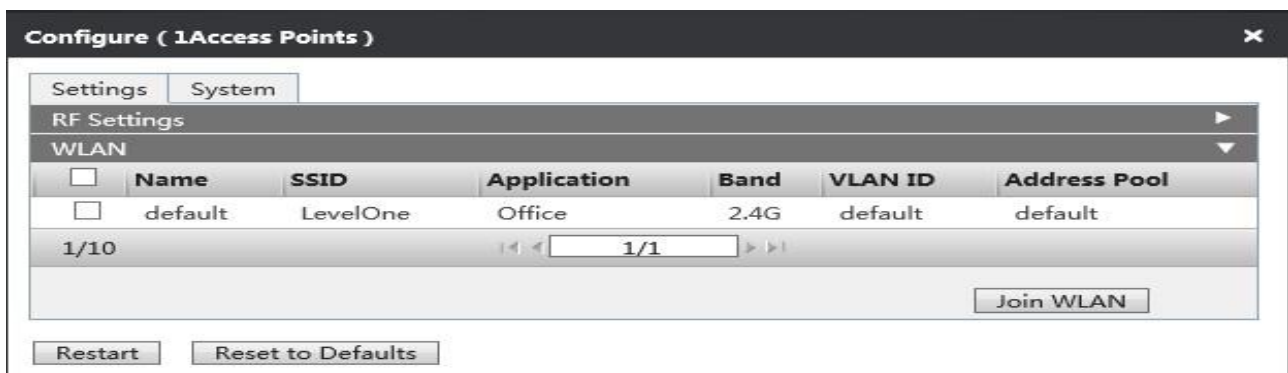 Configure ( 1Access Points )
Settings System
RF Settings
WLAN
Name SSID Application Band VLAN ID Address Pool
default LevelOne Office 2.4G default default
1/10 1/1
Join WLAN
Restart Reset to Defaults